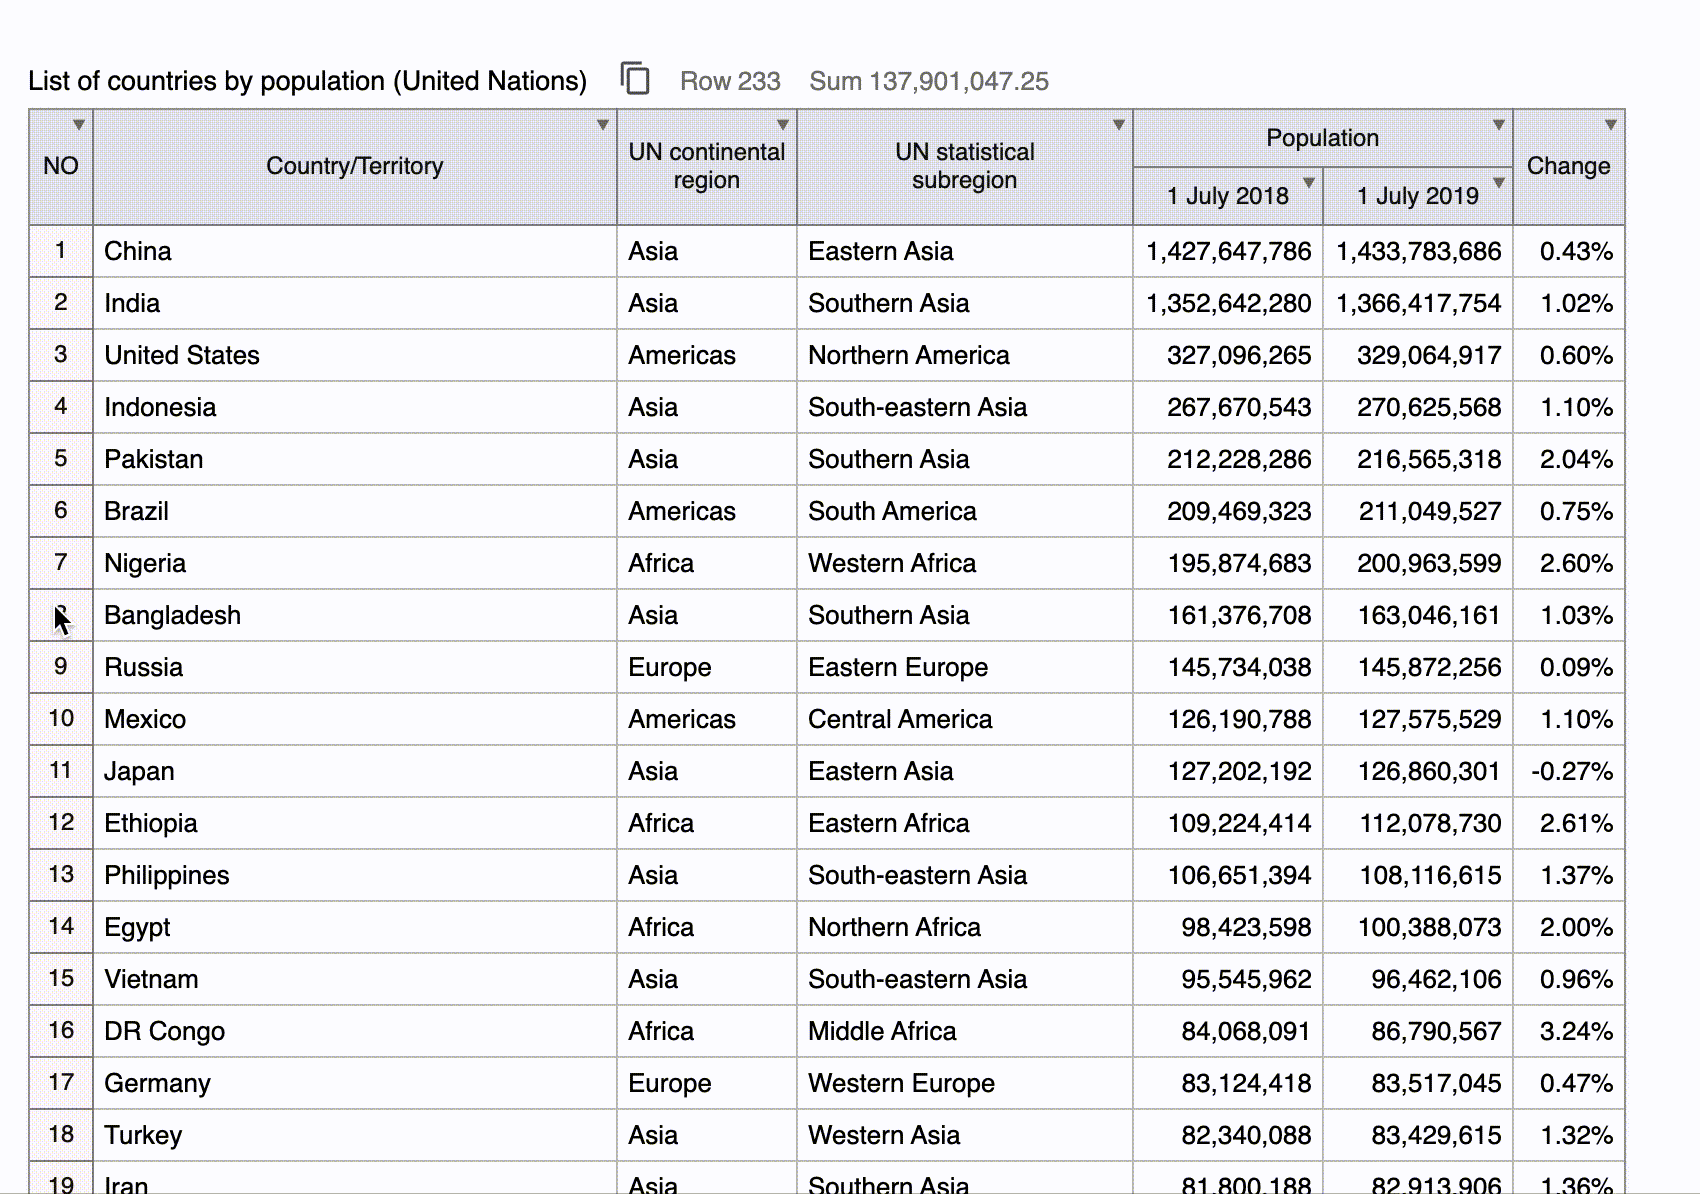 List of countries by population (United Nations) Row 233 Sum 137,901,047.25
NO Country/Territory UN continental region UN statistical subregion Population Change
1 July 2018 1 July 2019
1 China Asia Eastern Asia 1,427,647,786 1,433,783,686 0.43%
2 India Asia Southern Asia 1,352,642,280 1,366,417,754 1.02%
3 United States Americas Northern America 327,096,265 329,064,917 0.60%
4 Indonesia Asia South-eastern Asia 267,670,543 270,625,568 1.10%
5 Pakistan Asia Southern Asia 212,228,286 216,565,318 2.04%
6 Brazil Americas South America 209,469,323 211,049,527 0.75%
7 Nigeria Africa Western Africa 195,874,683 200,963,599 2.60%
Bangladesh Asia Southern Asia 161,376,708 163,046,161 1.03%
9 Russia Europe Eastern Europe 145,734,038 145,872,256 0.09%
10 Mexico Americas Central America 126,190,788 127,575,529 1.10%
11 Japan Asia Eastern Asia 127,202,192 126,860,301 -0.27%
12 Ethiopia Africa Eastern Africa 109,224,414 112,078,730 2.61%
13 Philippines Asia South-eastern Asia 106,651,394 108,116,615 1.37%
14 Egypt Africa Northern Africa 98,423,598 100,388,073 2.00%
15 Vietnam Asia South-eastern Asia 95,545,962 96,462,106 0.96%
16 DR Congo Africa Middle Africa 84,068,091 86,790,567 3.24%
17 Germany Europe Western Europe 83,124,418 83,517,045 0.47%
18 Turkey Asia Western Asia 82,340,088 83,429,615 1.32%
19 Iran Asia Southern Asia 81,800,188 82,913,906 1.36%